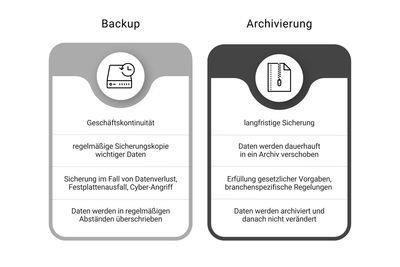 Backup
Geschäftskontinuität
regelmäßige Sicherungskopie
wichtiger Daten
Sicherung im Fall von Datenverlust,
Festplattenausfall, Cyber-Angriff
Daten werden in regelmäßigen
Abständen überschrieben
Archivierung
langfristige Sicherung
Daten werden dauerhaft
in ein Archiv verschoben
Erfüllung gesetzlicher Vorgaben,
branchenspezifische Regelungen
Daten werden archiviert und
danach nicht verändert